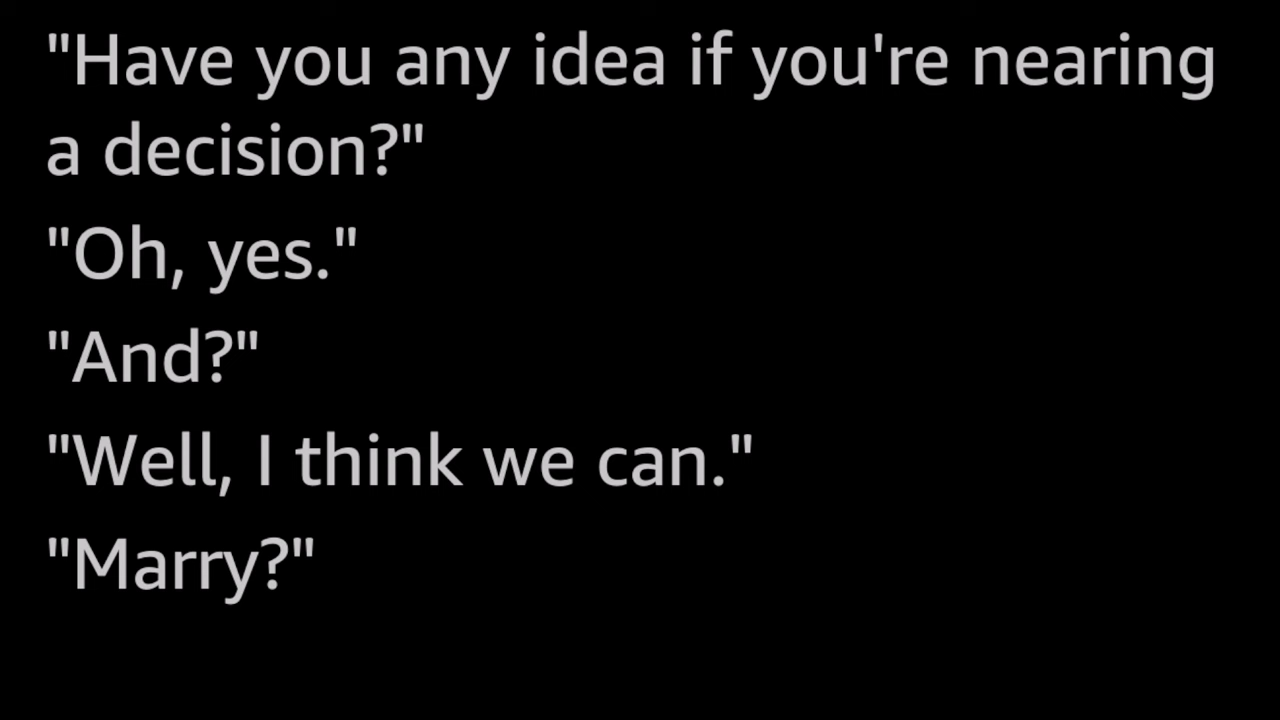 "Have you any idea if you're nearing
a decision?"
"Oh, yes."
"And?"
"Well, I think we can."
"Marry?"